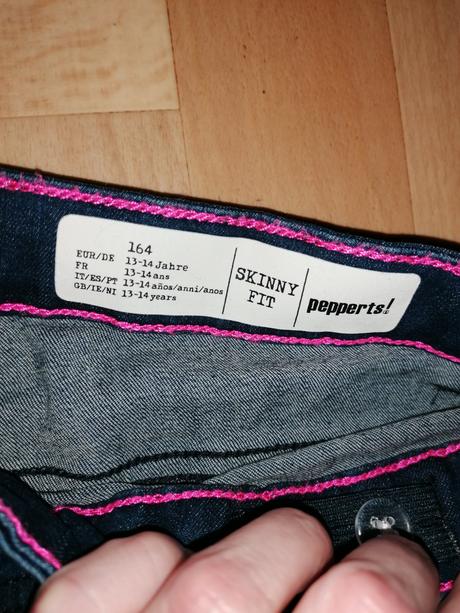 164
EUR/DE 13-14 Jahre
FR 13-14 ans
IT/ES/PT 13-14 años/anni/anos
GB/IE/NI 13-14 years
SKINNY
FIT
pepperts!